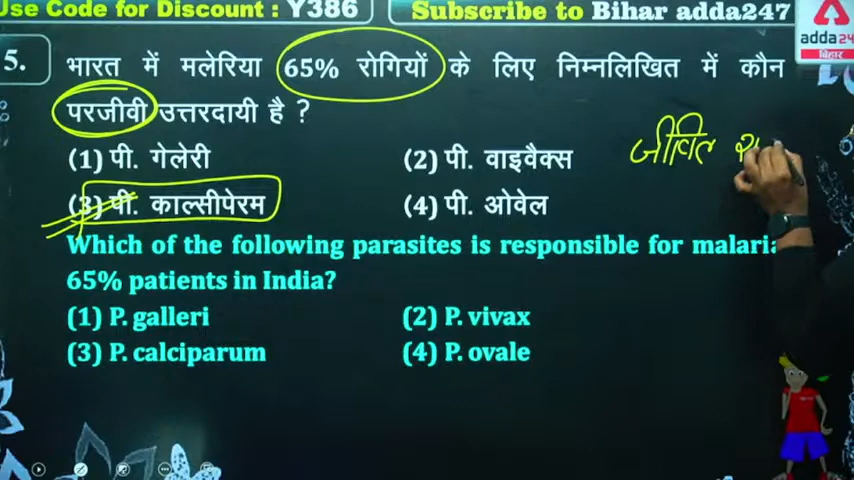 Use Code for Discount : Y386
Subscribe to Bihar adda247
adda24
बिहार
5. भारत में मलेरिया 65% रोगियों के लिए निम्नलिखित में कौन
परजीवी उत्तरदायी है ?
(1) पी. गेलेरी
(2) पी. वाइवैक्स
(3) पी. काल्सीपेरम
(4) पी. ओवेल
जीवित
Which of the following parasites is responsible for malaria
65% patients in India?
(1) P. galleri
(2) P. vivax
(3) P. calciparum
(4) P. ovale